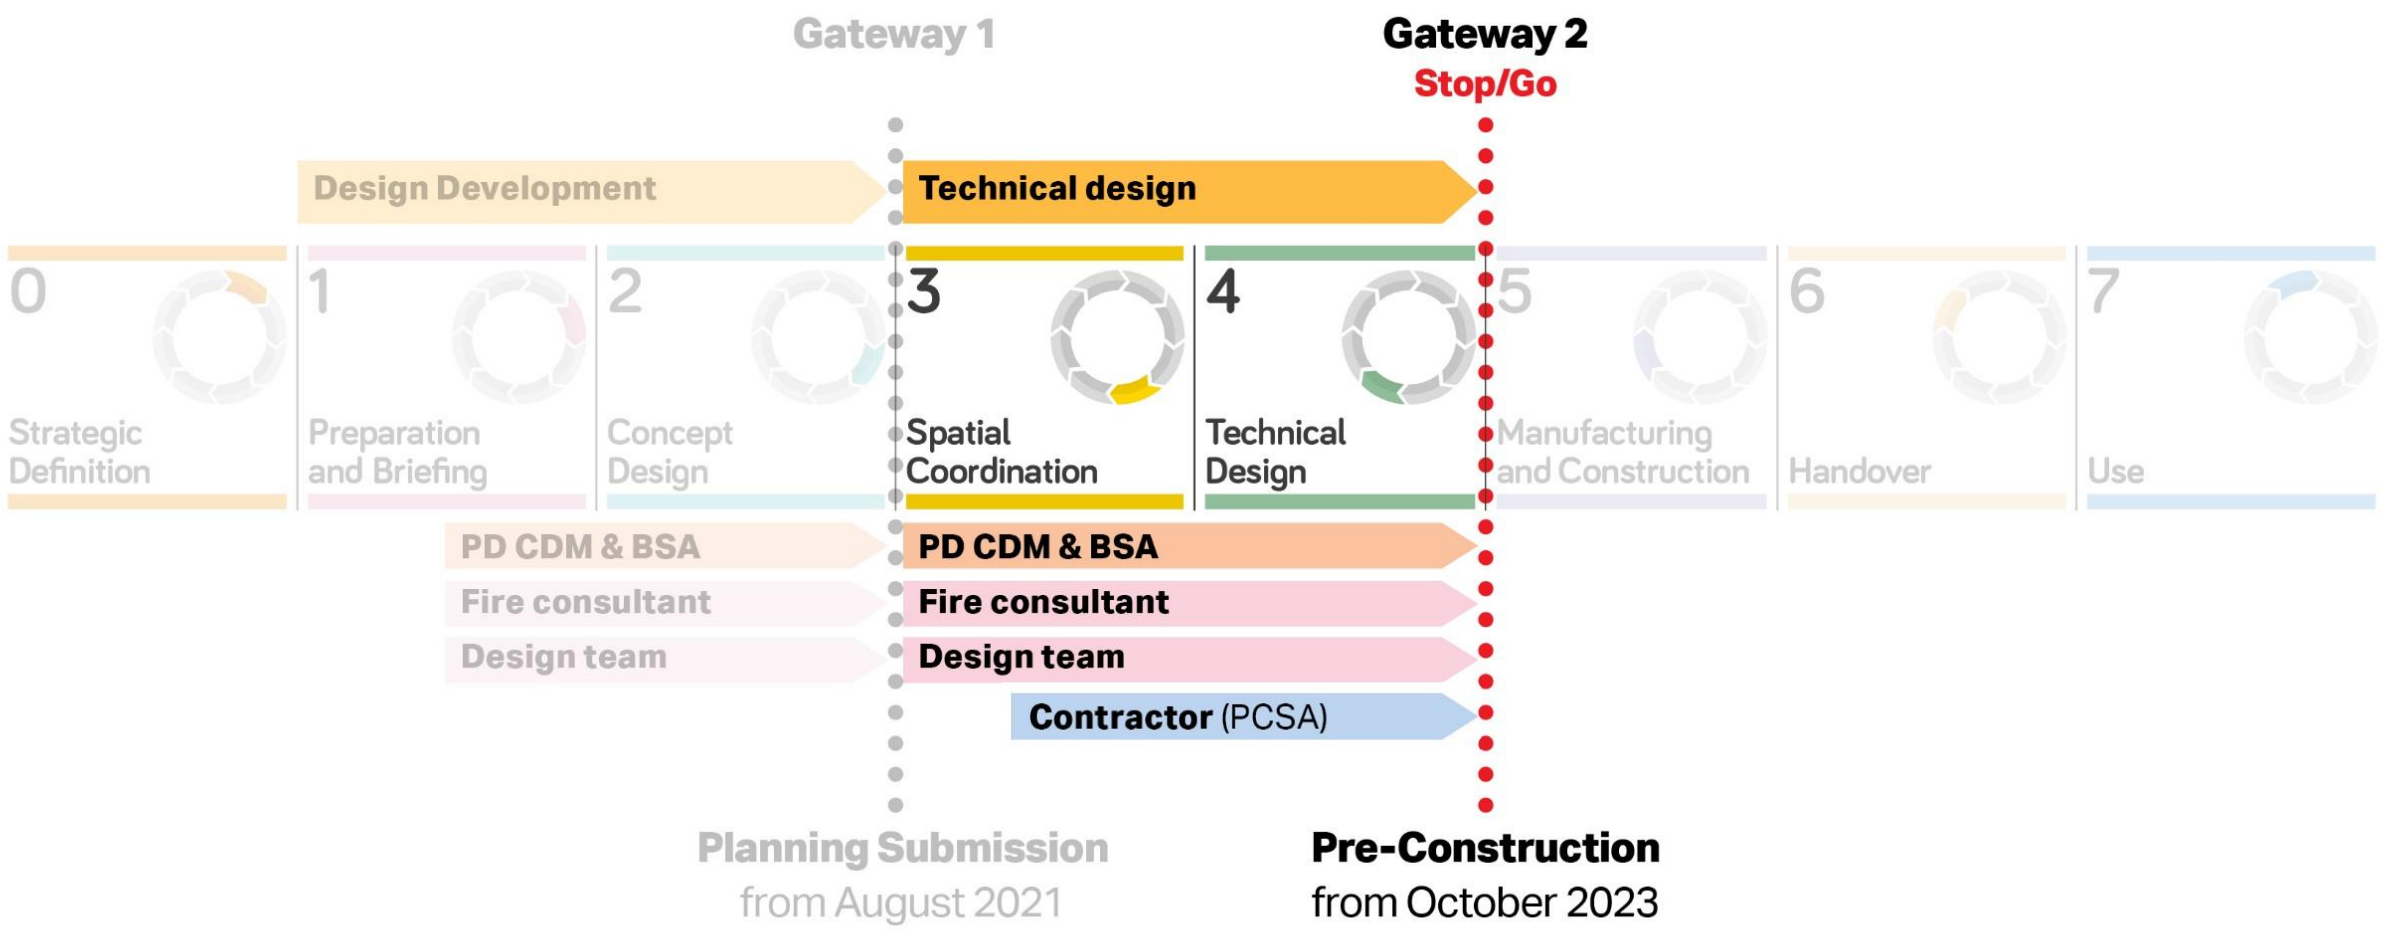 Gateway 1
Gateway 2
Stop/Go
Design Development
Technical design
0
1
2
3
4
5
6
7
Strategic
Definition
Preparation
and Briefing
Concept
Design
Spatial
Coordination
Technical
Design
Manufacturing
and Construction
Handover
Use
PD CDM & BSA
PD CDM & BSA
Fire consultant
Fire consultant
Design team
Design team
Contractor (PCSA)
Planning Submission
from August 2021
Pre-Construction
from October 2023